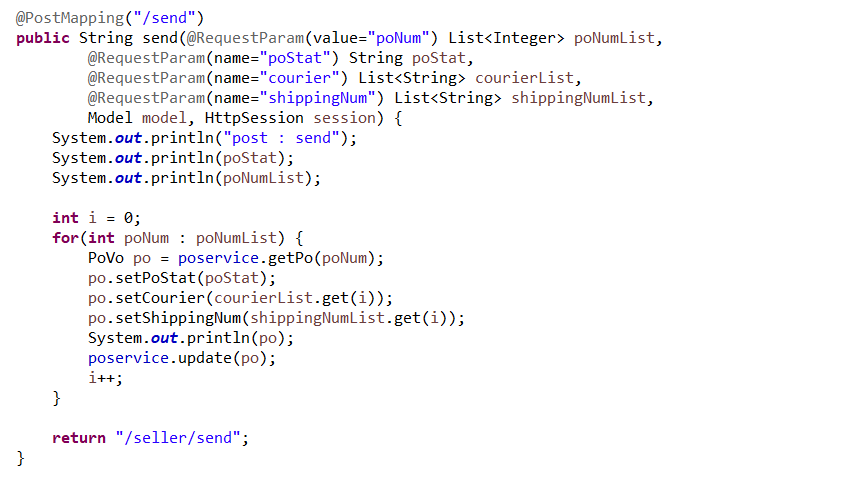 @PostMapping("/send")
public String send(@RequestParam(value="poNum") List<Integer> poNumList,
        @RequestParam(name="poStat") String poStat,
        @RequestParam(name="courier") List<String> courierList,
        @RequestParam(name="shippingNum") List<String> shippingNumList,
        Model model, HttpSession session) {
    System.out.println("post : send");
    System.out.println(poStat);
    System.out.println(poNumList);

    int i = 0;
    for(int poNum : poNumList) {
        PoVo po = poservice.getPo(poNum);
        po.setPoStat(poStat);
        po.setCourier(courierList.get(i));
        po.setShippingNum(shippingNumList.get(i));
        System.out.println(po);
        poservice.update(po);
        i++;
    }

    return "/seller/send";
}